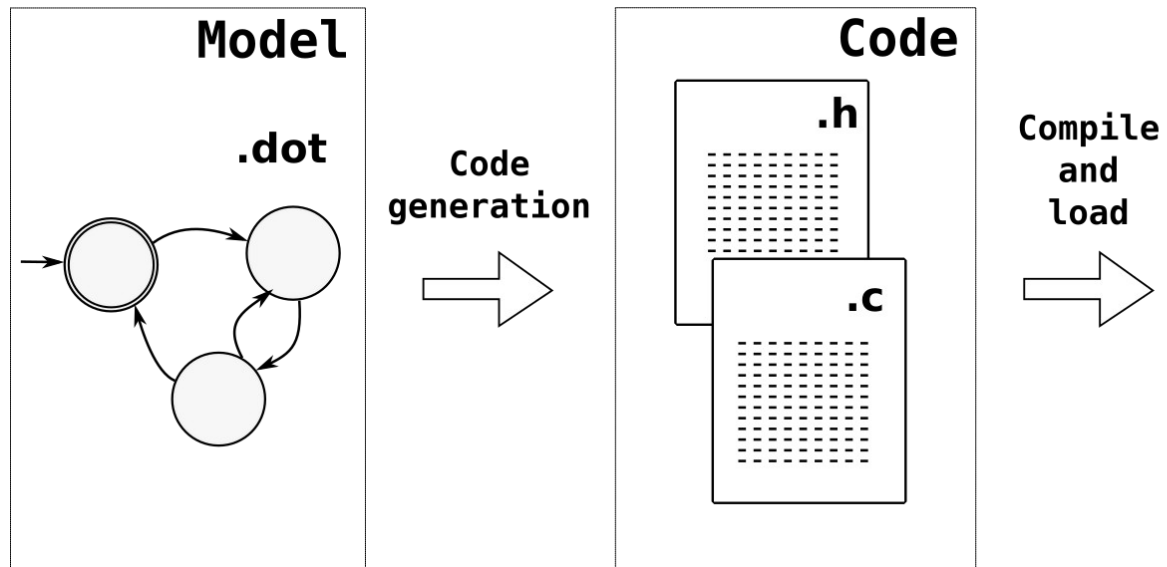 Model
.dot
Code
generation
Code
.h
.c
Compile
and
load